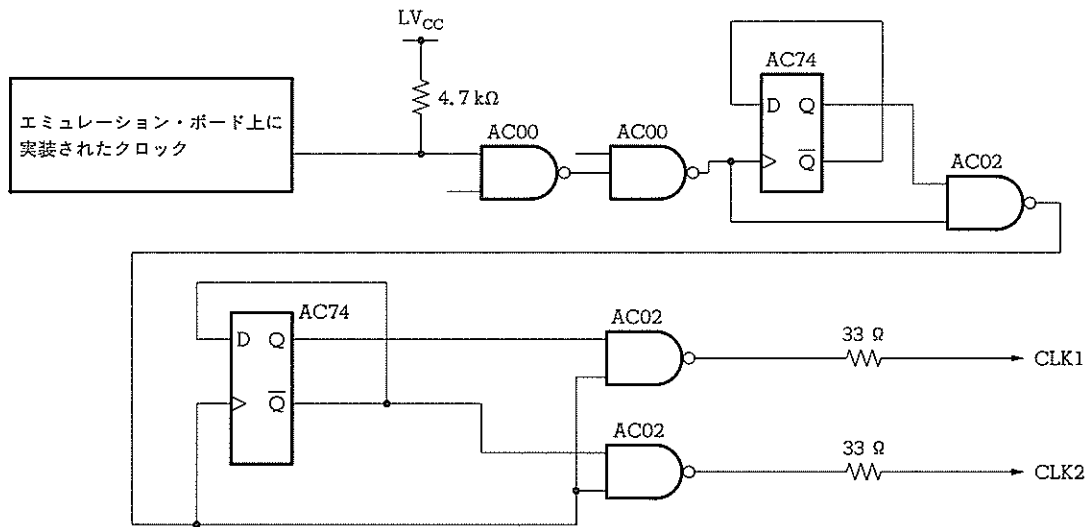 LVCC
4.7 kΩ
エミュレーション・ボード上に
実装されたクロック
AC00
AC00
AC74
D Q
Q
AC02
AC74
D Q
Q
AC02
33 Ω
CLK1
AC02
33 Ω
CLK2